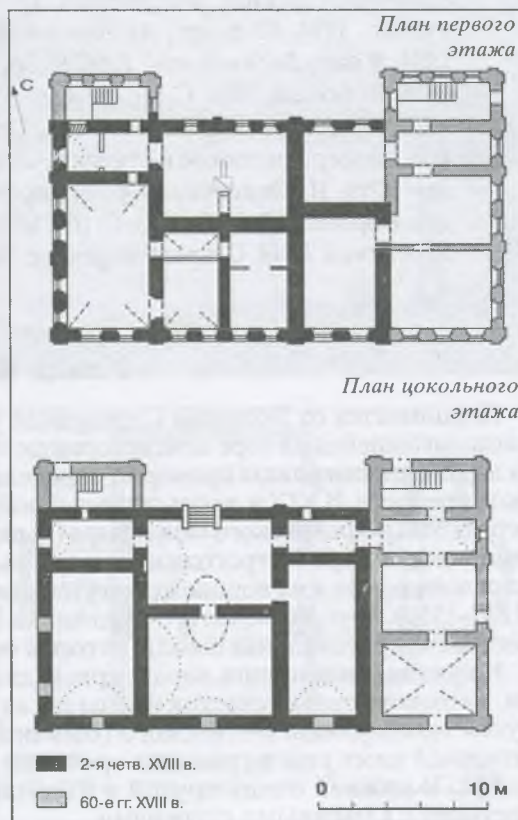 План первого
этажа
С
План цокольного
этажа
2-я четв. XVIII в.
60-е гг. XVIII в.
0 10 м